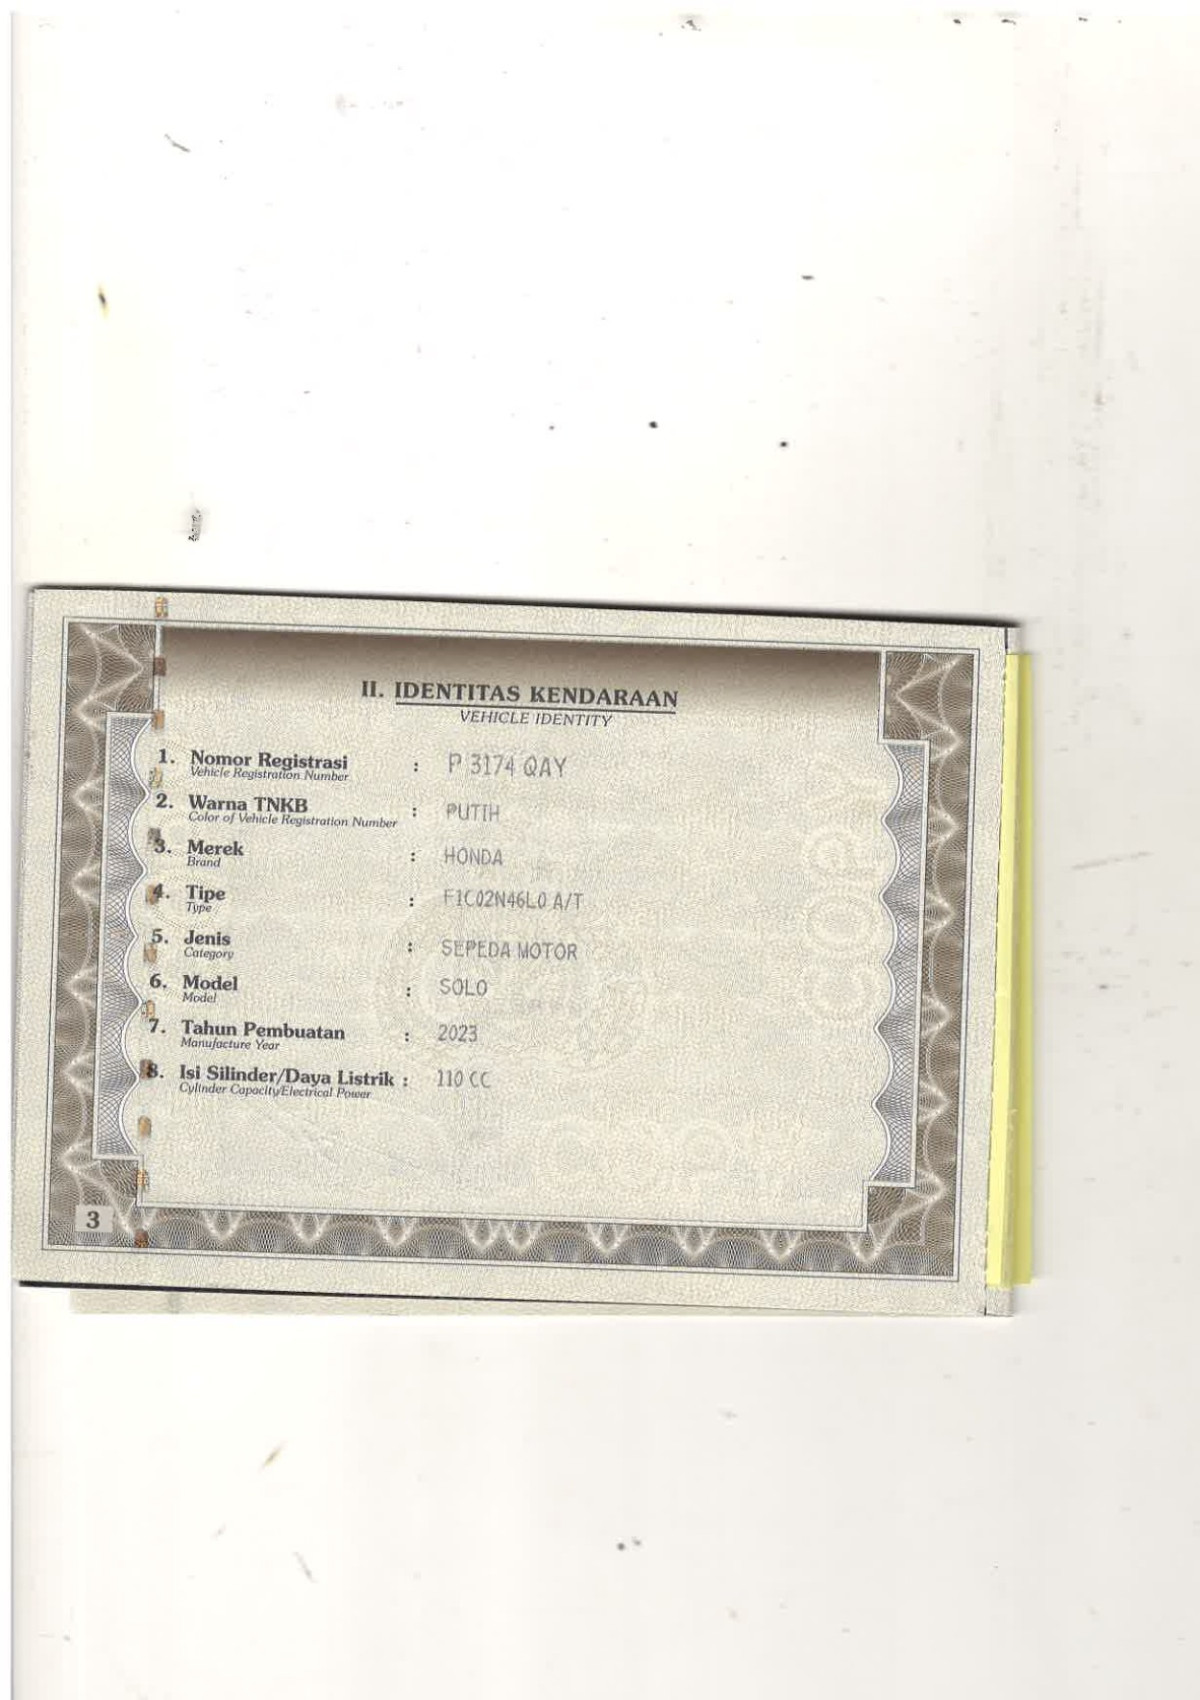 II. IDENTITAS KENDARAAN
VEHICLE IDENTITY
1. Nomor Registrasi : P 3174 QAY
Vehicle Registration Number
2. Warna TNKB : PUTIH
Color of Vehicle Registration Number
3. Merek : HONDA
Brand
4. Tipe : F1C02N46L0 A/T
Type
5. Jenis : SEPEDA MOTOR
Category
6. Model : SOLO
Model
7. Tahun Pembuatan : 2023
Manufacture Year
8. Isi Silinder/Daya Listrik : 110 CC
Cylinder Capacity/Electrical Power
3
COPY